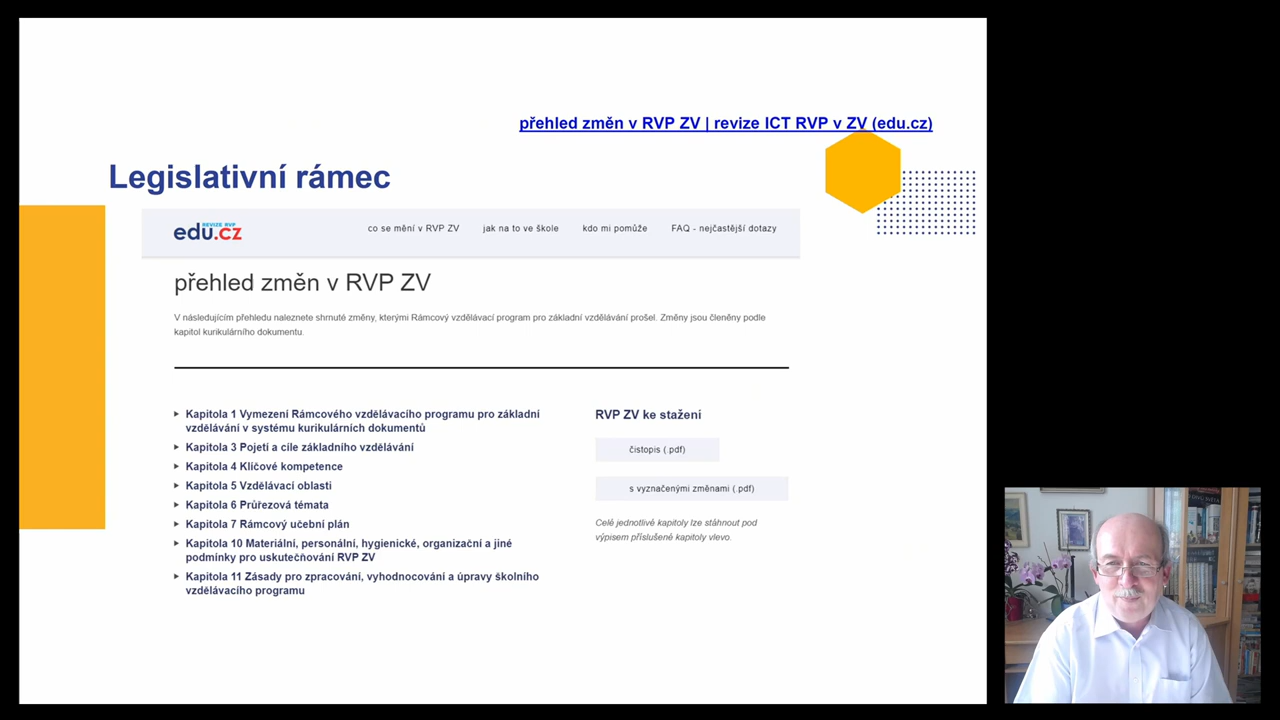 přehled změn v RVP ZV | revize ICT RVP v ZV (edu.cz)
Legislativní rámec
REVIZE RVP
edu.cz
co se mění v RVP ZV
jak na to ve škole
kdo mi pomůže
FAQ - nejčastější dotazy
přehled změn v RVP ZV
V následujícím přehledu naleznete shrnuté změny, kterými Rámcový vzdělávací program pro základní vzdělávání prošel. Změny jsou členěny podle
kapitol kurikulárního dokumentu.
Kapitola 1 Vymezení Rámcového vzdělávacího programu pro základní
vzdělávání v systému kurikulárních dokumentů
Kapitola 3 Pojetí a cíle základního vzdělávání
Kapitola 4 Klíčové kompetence
Kapitola 5 Vzdělávací oblasti
Kapitola 6 Průřezová témata
Kapitola 7 Rámcový učební plán
Kapitola 10 Materiální, personální, hygienické, organizační a jiné
podmínky pro uskutečňování RVP ZV
Kapitola 11 Zásady pro zpracování, vyhodnocování a úpravy školního
vzdělávacího programu
RVP ZV ke stažení
čistopis (.pdf)
s vyznačenými změnami (.pdf)
Celé jednotlivé kapitoly lze stáhnout pod
výpisem příslušené kapitoly vlevo.